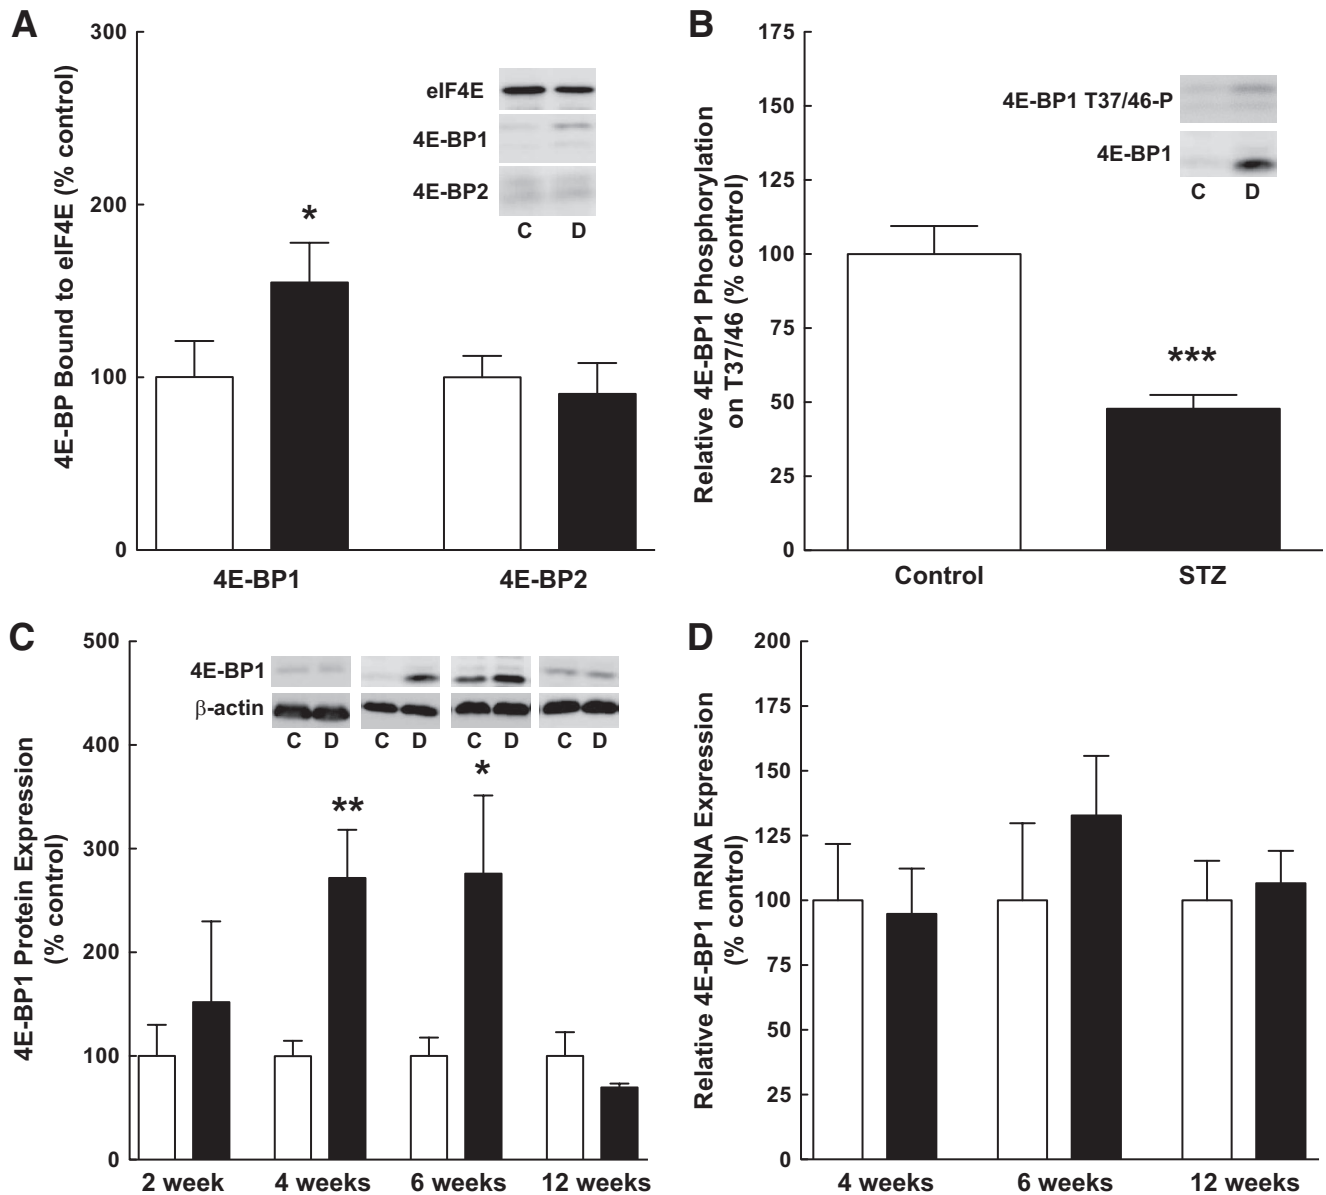 A
4E-BP Bound to eIF4E (% control)
300
200
100
0
*
eIF4E
4E-BP1
4E-BP2
C D
4E-BP1 4E-BP2
B
Relative 4E-BP1 Phosphorylation
on T37/46 (% control)
175
150
125
100
75
50
25
0
4E-BP1 T37/46-P
4E-BP1
C D
***
Control STZ
C
4E-BP1 Protein Expression
(% control)
500
400
300
200
100
0
4E-BP1
β-actin
C D C D C D C D
**
*
2 week 4 weeks 6 weeks 12 weeks
D
Relative 4E-BP1 mRNA Expression
(% control)
200
175
150
125
100
75
50
25
0
4 weeks 6 weeks 12 weeks